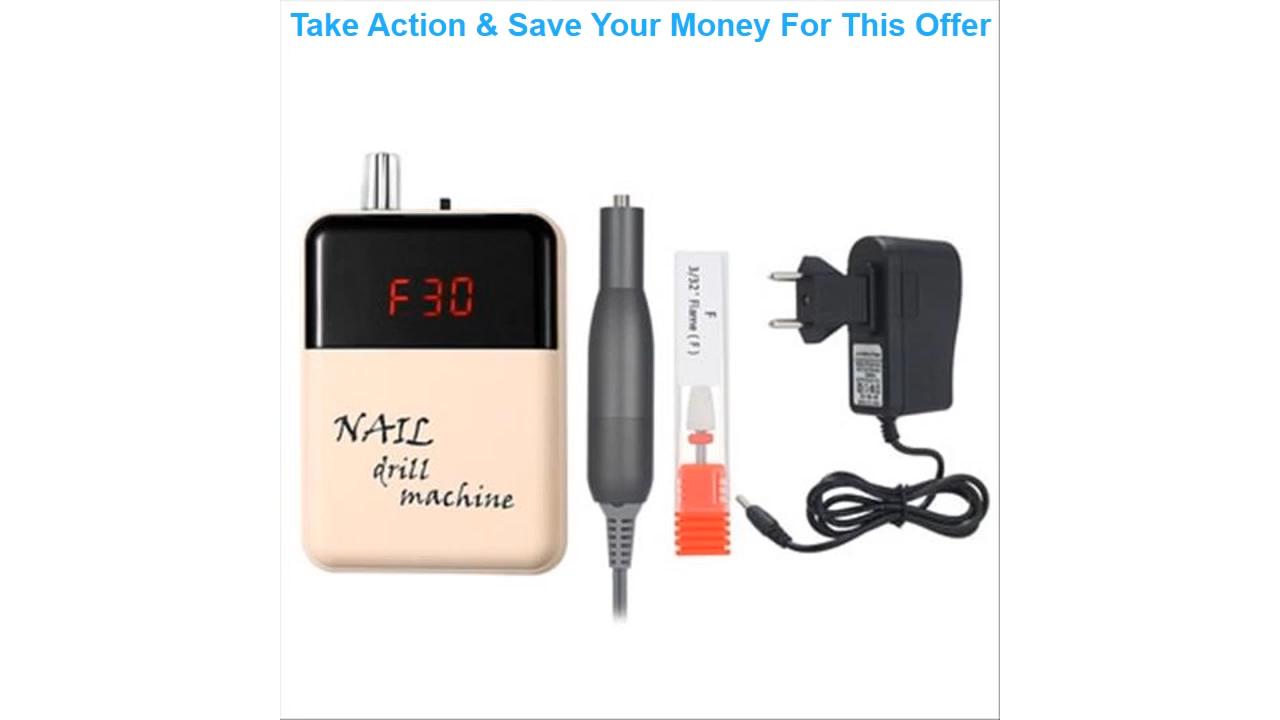 Take Action & Save Your Money For This Offer
F30
NAIL
drill
machine
F
3/32" Flame ( F )